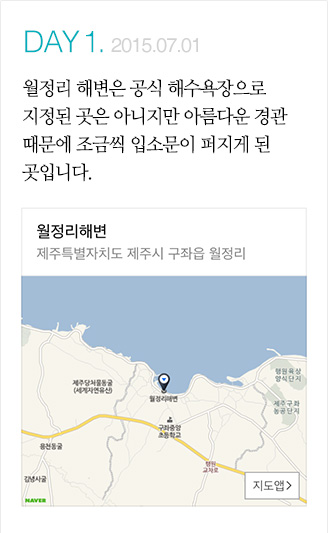 DAY 1. 2015.07.01
월정리 해변은 공식 해수욕장으로
지정된 곳은 아니지만 아름다운 경관
때문에 조금씩 입소문이 퍼지게 된
곳입니다.
월정리해변
제주특별자치도 제주시 구좌읍 월정리
행원육상
양식단지
제주당처물동굴
(세계자연유산)
월정리해변
제주구좌
농공단지
구좌중앙
초등학교
용천동굴
행원
교차로
김녕사굴
NAVER
지도앱 >